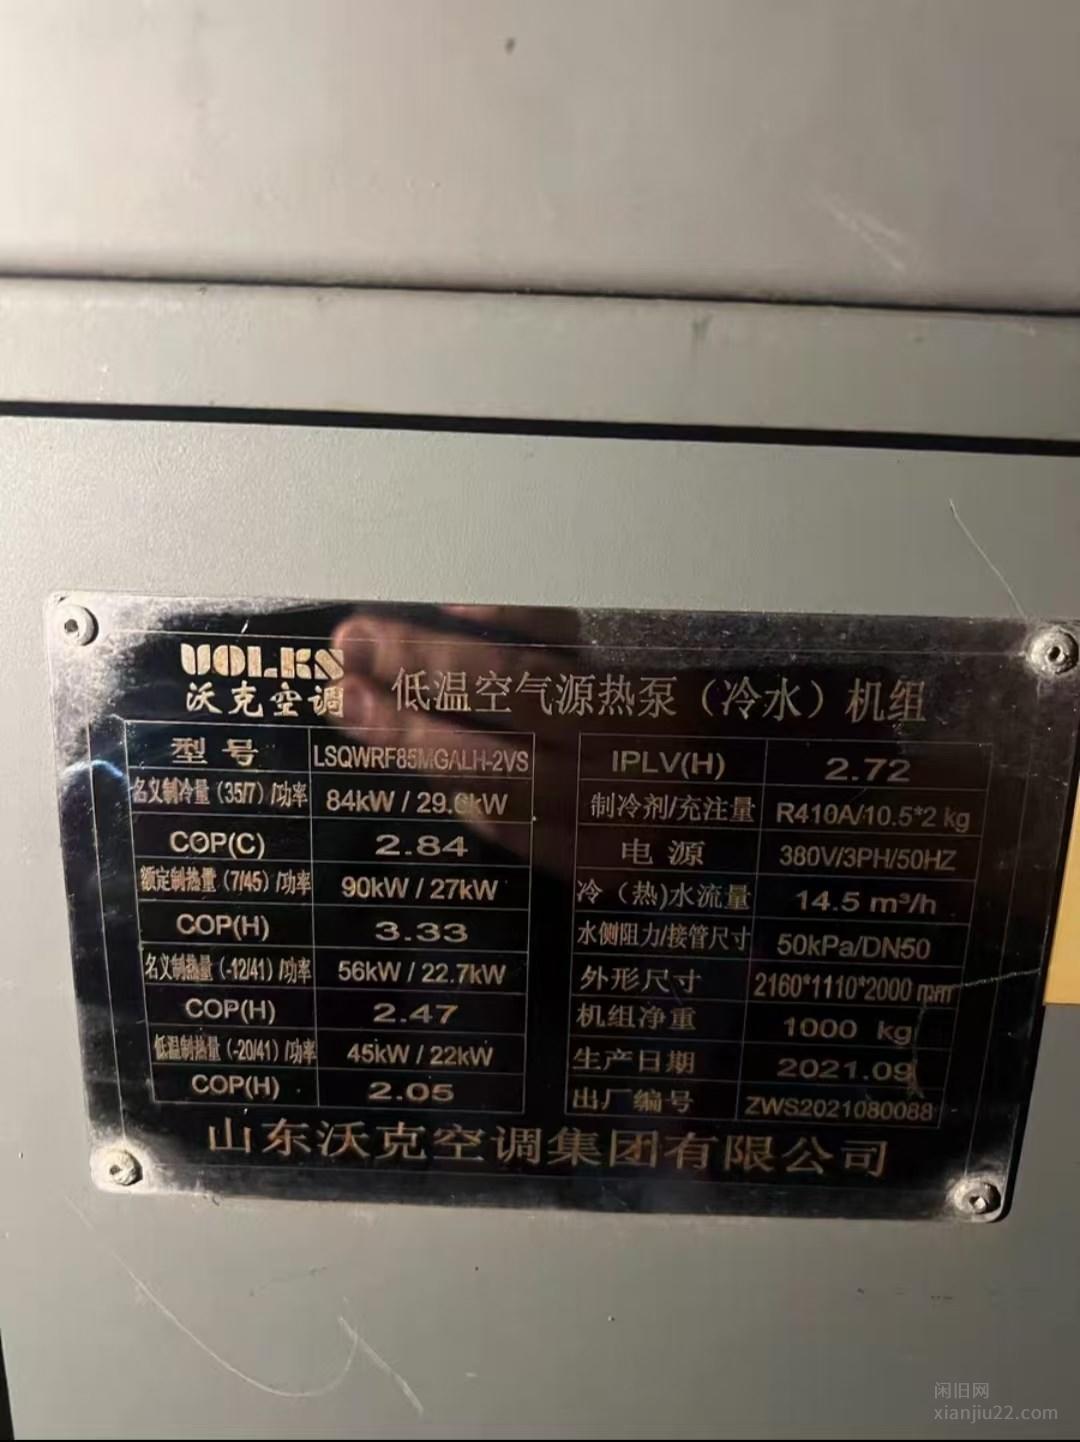 VOLKS
沃克空调
低温空气源热泵（冷水）机组
型号 LSQWRF85MGALH-2VS
名义制冷量（35/7）/功率 84kW / 29.6kW
COP(C) 2.84
额定制热量（7/45）/功率 90kW / 27kW
COP(H) 3.33
名义制热量（-12/41）/功率 56kW / 22.7kW
COP(H) 2.47
低温制热量（-20/41）/功率 45kW / 22kW
COP(H) 2.05
IPLV(H) 2.72
制冷剂/充注量 R410A/10.5*2 kg
电源 380V/3PH/50HZ
冷（热)水流量 14.5 m³/h
水侧阻力/接管尺寸 50kPa/DN50
外形尺寸 2160*1110*2000 mm
机组净重 1000 kg
生产日期 2021.09
出厂编号 ZWS2021080088
山东沃克空调集团有限公司
闲旧网
xianjiu22.com